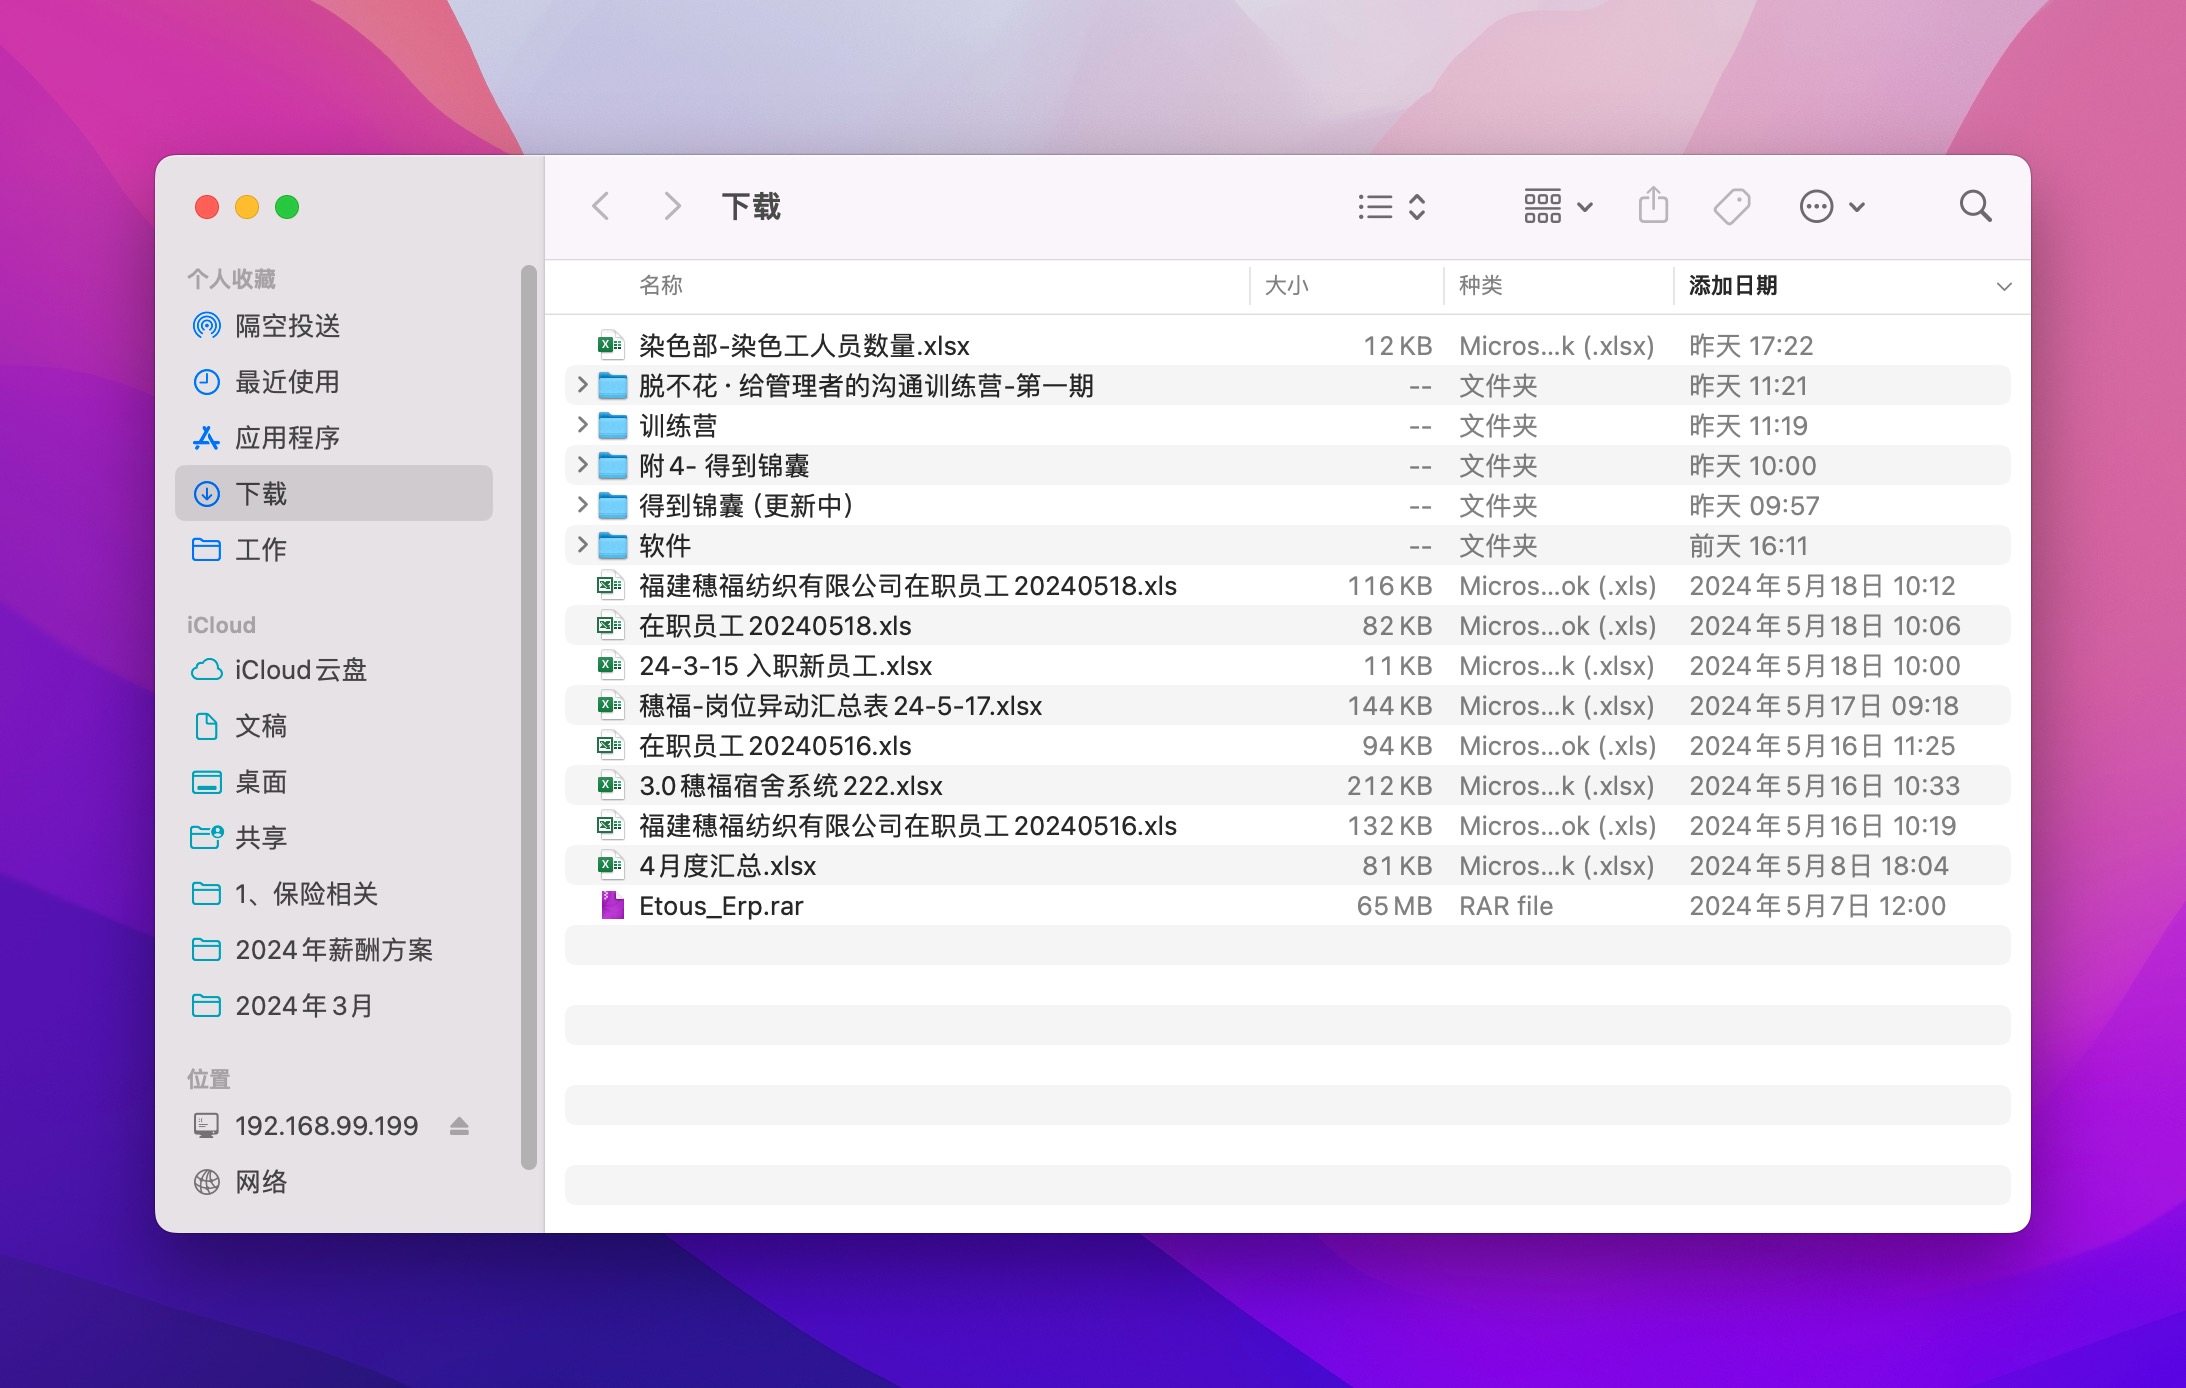 下载
个人收藏
隔空投送
最近使用
应用程序
下载
工作
iCloud
iCloud云盘
文稿
桌面
共享
1、保险相关
2024年薪酬方案
2024年3月
位置
192.168.99.199
网络
名称 大小 种类 添加日期
染色部-染色工人员数量.xlsx 12 KB Micros...k (.xlsx) 昨天 17:22
脱不花·给管理者的沟通训练营-第一期 -- 文件夹 昨天 11:21
训练营 -- 文件夹 昨天 11:19
附4- 得到锦囊 -- 文件夹 昨天 10:00
得到锦囊（更新中） -- 文件夹 昨天 09:57
软件 -- 文件夹 前天 16:11
福建穗福纺织有限公司在职员工20240518.xls 116 KB Micros...ok (.xls) 2024年5月18日 10:12
在职员工20240518.xls 82 KB Micros...ok (.xls) 2024年5月18日 10:06
24-3-15 入职新员工.xlsx 11 KB Micros...k (.xlsx) 2024年5月18日 10:00
穗福-岗位异动汇总表24-5-17.xlsx 144 KB Micros...k (.xlsx) 2024年5月17日 09:18
在职员工20240516.xls 94 KB Micros...ok (.xls) 2024年5月16日 11:25
3.0穗福宿舍系统222.xlsx 212 KB Micros...k (.xlsx) 2024年5月16日 10:33
福建穗福纺织有限公司在职员工20240516.xls 132 KB Micros...ok (.xls) 2024年5月16日 10:19
4月度汇总.xlsx 81 KB Micros...k (.xlsx) 2024年5月8日 18:04
Etous_Erp.rar 65 MB RAR file 2024年5月7日 12:00